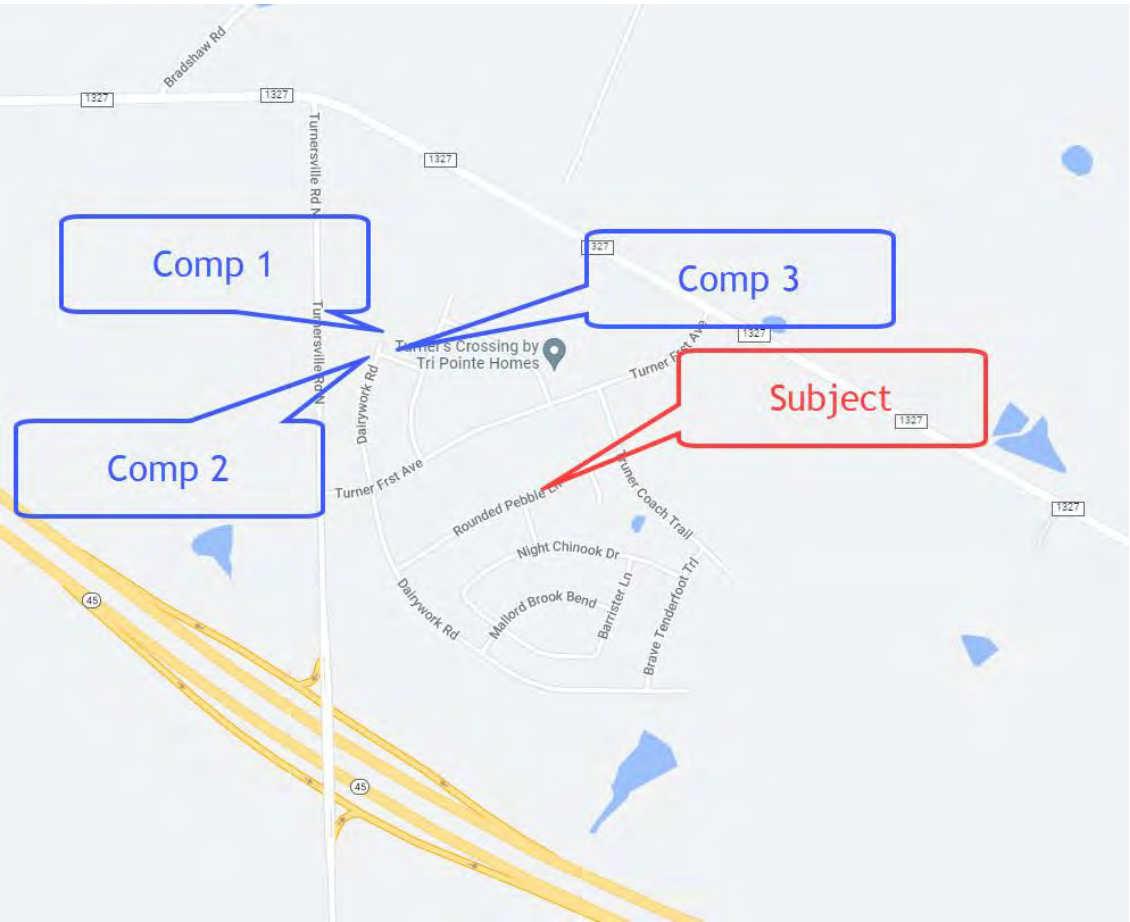 Bradshaw Rd
1327
1327
1327
Turnersville Rd N
Comp 1
1327
Comp 3
Turnersville Rd N
Turner's Crossing by
Tri Pointe Homes
1327
Turner Frst Ave
Subject
1327
Dairywork Rd
Comp 2
Turner Frst Ave
Rounded Pebble Ln
Truner Coach Trail
1327
Night Chinook Dr
45
Dairywork Rd
Mallord Brook Bend
Barrister Ln
Brave Tenderfoot Trl
45